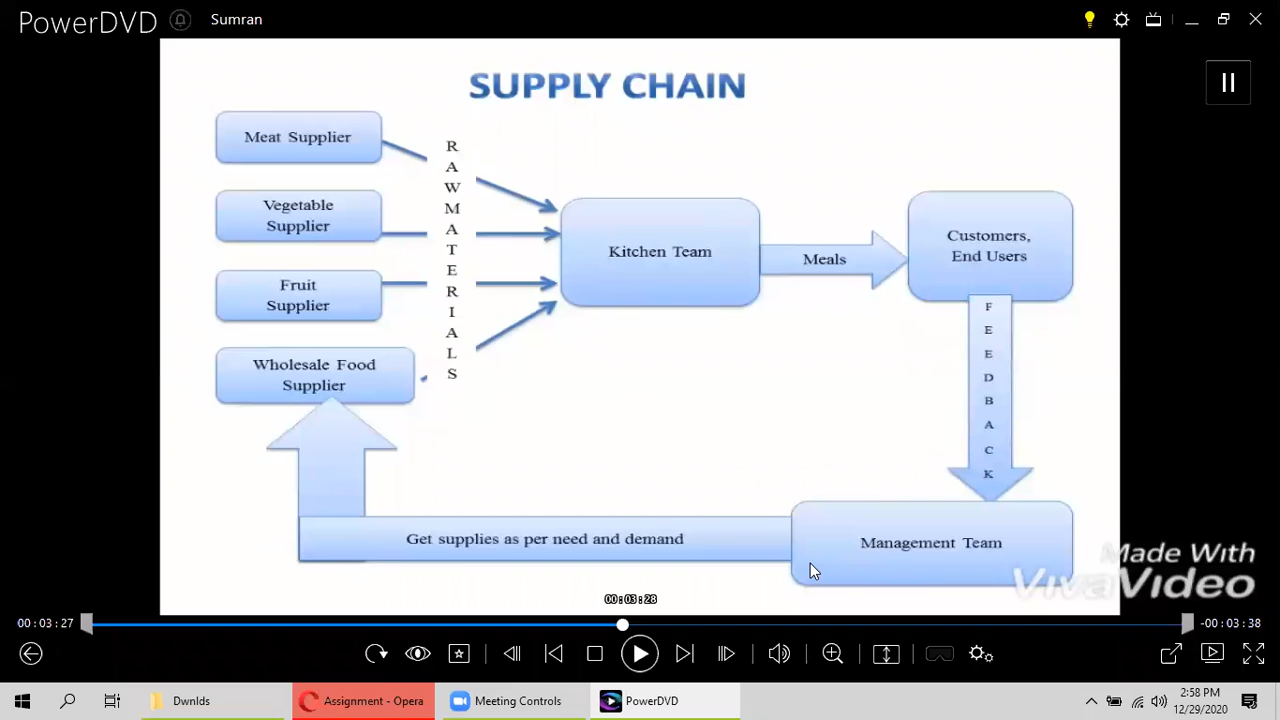 PowerDVD
Sumran
SUPPLY CHAIN
Meat Supplier
Vegetable
Supplier
Fruit
Supplier
Wholesale Food
Supplier
RAWMATERIALS
Kitchen Team
Meals
Customers,
End Users
FEEDBACK
Management Team
Get supplies as per need and demand
Made With
VivaVideo
00:03:28
00:03:27
-00:03:38
Dwnlds
Assignment - Opera
Meeting Controls
PowerDVD
2:58 PM
12/29/2020